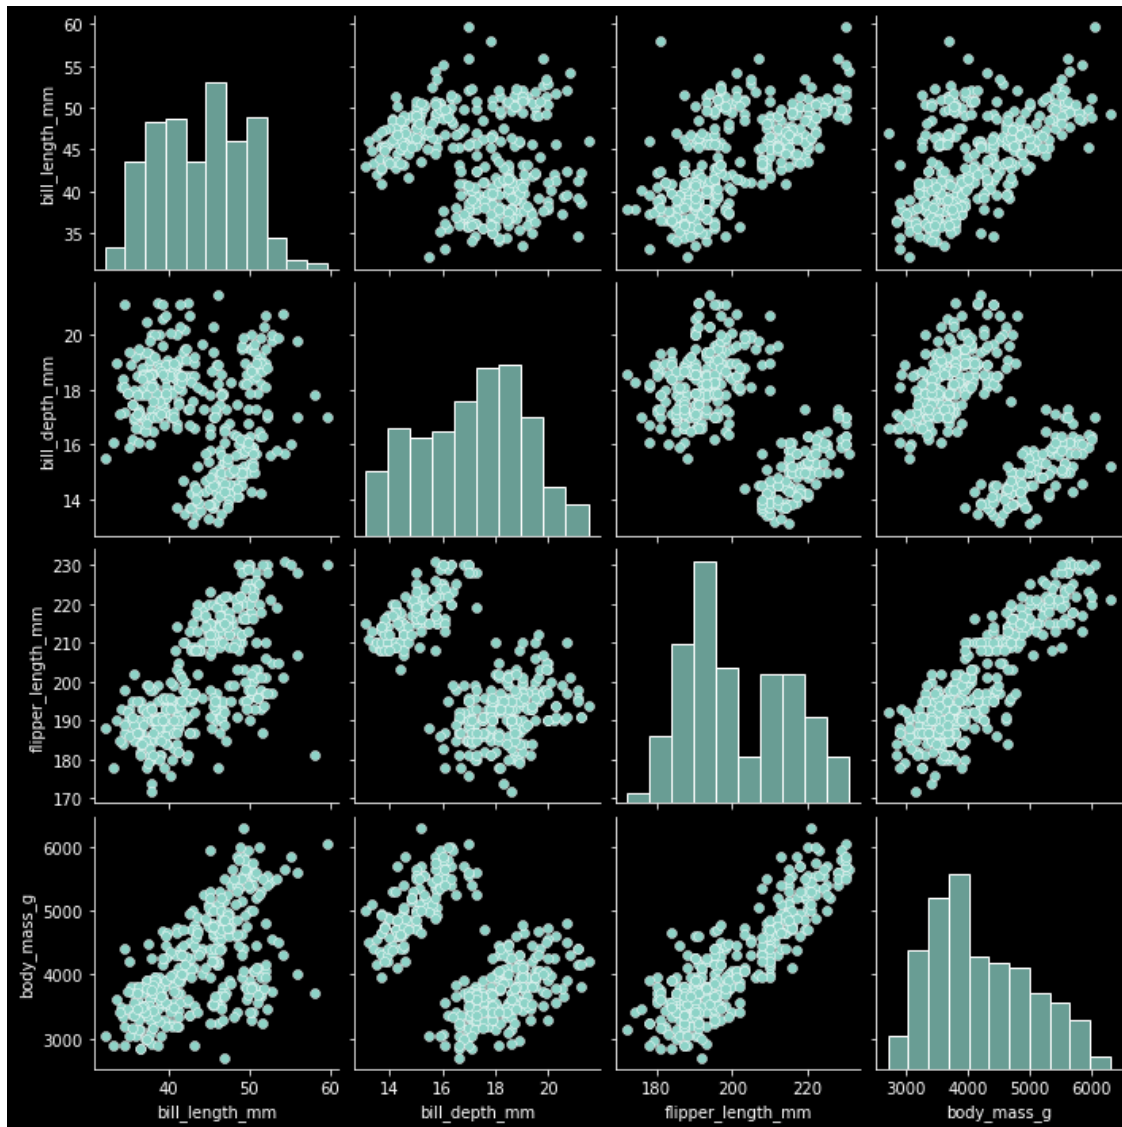 60
55
50
45
40
35
bill_length_mm
20
18
16
14
bill_depth_mm
230
220
210
200
190
180
170
flipper_length_mm
6000
5000
4000
3000
body_mass_g
40 50 60
bill_length_mm
14 16 18 20
bill_depth_mm
180 200 220
flipper_length_mm
3000 4000 5000 6000
body_mass_g